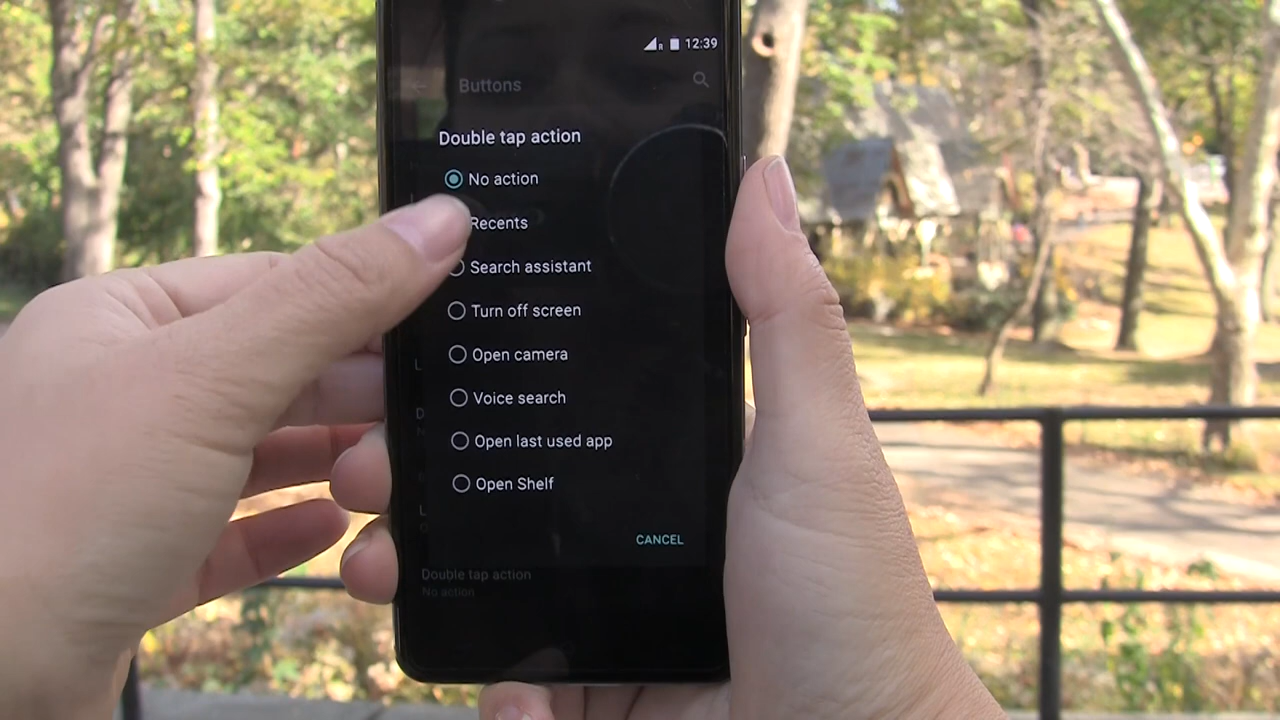 R 12:39
Buttons
Double tap action
No action
Recents
Search assistant
Turn off screen
Open camera
Voice search
Open last used app
Open Shelf
CANCEL
Double tap action
No action